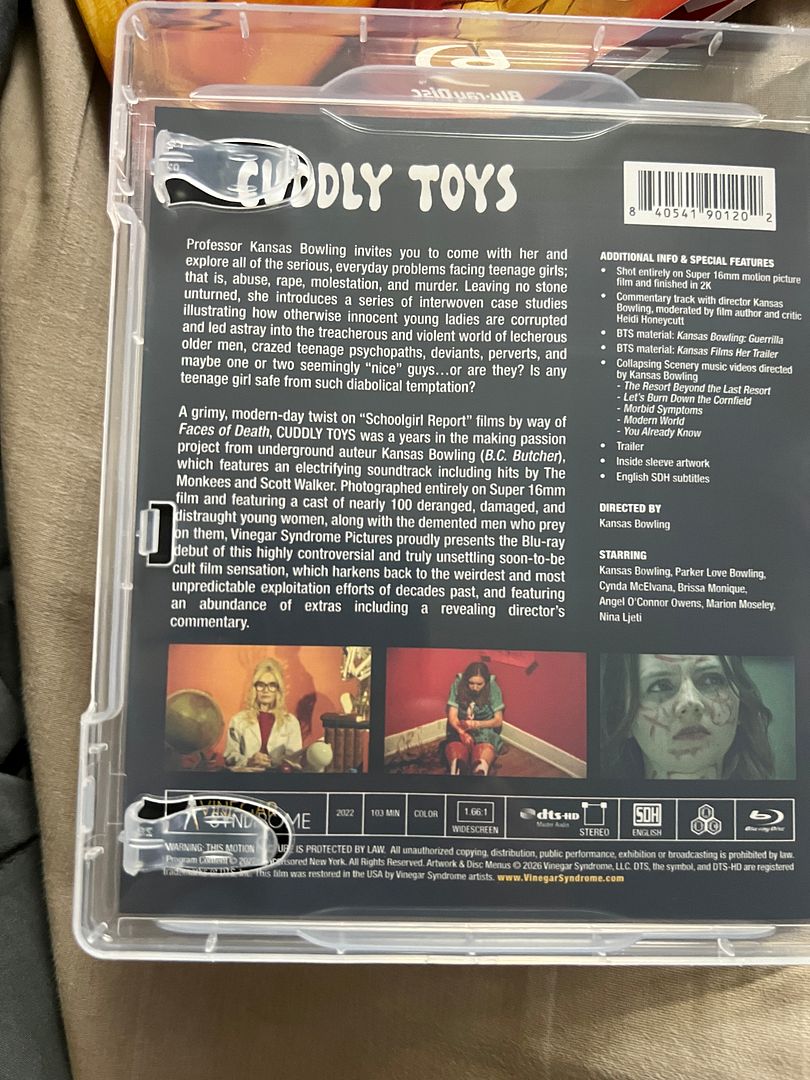 Blu-ray Disc
CUDDLY TOYS
8 40541 90120 2
Professor Kansas Bowling invites you to come with her and
explore all of the serious, everyday problems facing teenage girls;
that is, abuse, rape, molestation, and murder. Leaving no stone
unturned, she introduces a series of interwoven case studies
illustrating how otherwise innocent young ladies are corrupted
and led astray into the treacherous and violent world of lecherous
older men, crazed teenage psychopaths, deviants, perverts, and
maybe one or two seemingly “nice” guys...or are they? Is any
teenage girl safe from such diabolical temptation?
A grimy, modern-day twist on “Schoolgirl Report” films by way of
Faces of Death, CUDDLY TOYS was a years in the making passion
project from underground auteur Kansas Bowling (B.C. Butcher),
which features an electrifying soundtrack including hits by The
Monkees and Scott Walker. Photographed entirely on Super 16mm
film and featuring a cast of nearly 100 deranged, damaged, and
distraught young women, along with the demented men who prey
on them, Vinegar Syndrome Pictures proudly presents the Blu-ray
debut of this highly controversial and truly unsettling soon-to-be
cult film sensation, which harkens back to the weirdest and most
unpredictable exploitation efforts of decades past, and featuring
an abundance of extras including a revealing director’s
commentary.
ADDITIONAL INFO & SPECIAL FEATURES
• Shot entirely on Super 16mm motion picture
film and finished in 2K
• Commentary track with director Kansas
Bowling, moderated by film author and critic
Heidi Honeycutt
• BTS material: Kansas Bowling: Guerrilla
• BTS material: Kansas Films Her Trailer
• Collapsing Scenery music videos directed
by Kansas Bowling
- The Resort Beyond the Last Resort
- Let’s Burn Down the Cornfield
- Morbid Symptoms
- Modern World
- You Already Know
• Trailer
• Inside sleeve artwork
• English SDH subtitles
DIRECTED BY
Kansas Bowling
STARRING
Kansas Bowling, Parker Love Bowling,
Cynda McElvana, Brissa Monique,
Angel O’Connor Owens, Marion Moseley,
Nina Ljeti
VINEGAR
SYNDROME
2022
103 MIN
COLOR
1.66:1
WIDESCREEN
dts-HD
Master Audio
STEREO
SDH
ENGLISH
Blu-ray Disc
WARNING: THIS MOTION PICTURE IS PROTECTED BY LAW. All unauthorized copying, distribution, public performance, exhibition or broadcasting is prohibited by law.
Program Content © New York. All Rights Reserved. Artwork & Disc Menus © 2026 Vinegar Syndrome, LLC. DTS, the symbol, and DTS-HD are registered
This film was restored in the USA by Vinegar Syndrome artists. www.VinegarSyndrome.com